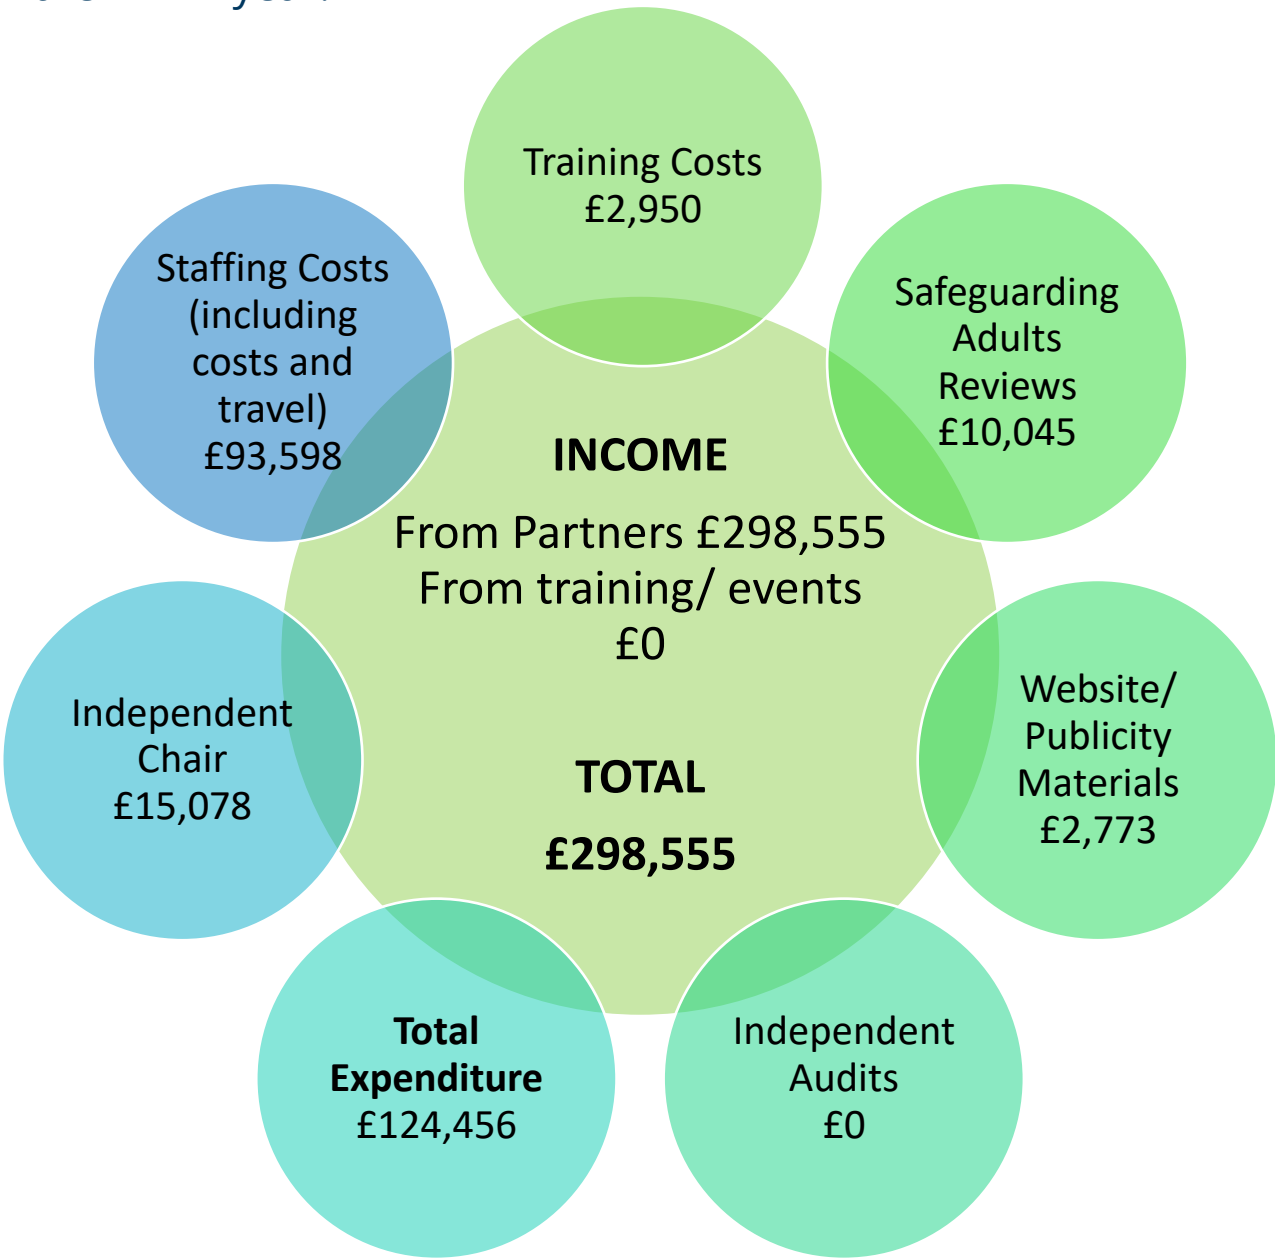 Training Costs
£2,950
Safeguarding
Adults
Reviews
£10,045
Website/
Publicity
Materials
£2,773
Independent
Audits
£0
Total
Expenditure
£124,456
Independent
Chair
£15,078
Staffing Costs
(including
costs and
travel)
£93,598
INCOME
From Partners £298,555
From training/ events
£0
TOTAL
£298,555